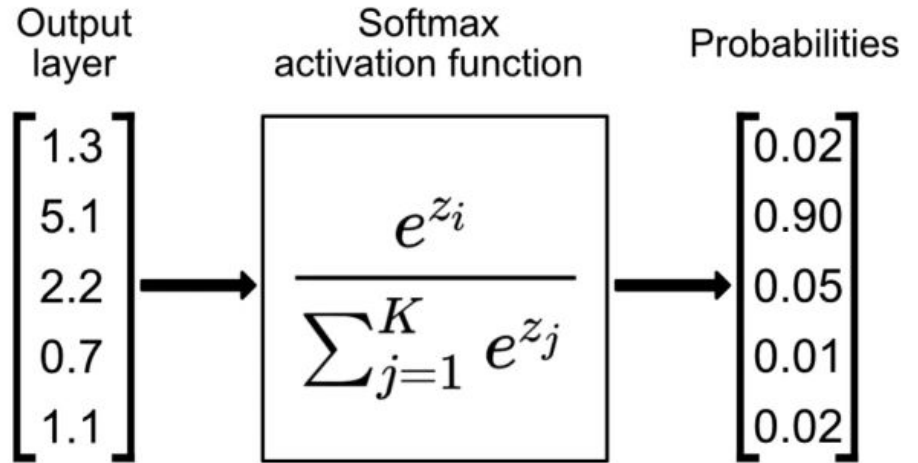 Output
layer
Softmax
activation function
Probabilities
1.3
5.1
2.2
0.7
1.1
e^{z_i}
∑_{j=1}^{K} e^{z_j}
0.02
0.90
0.05
0.01
0.02